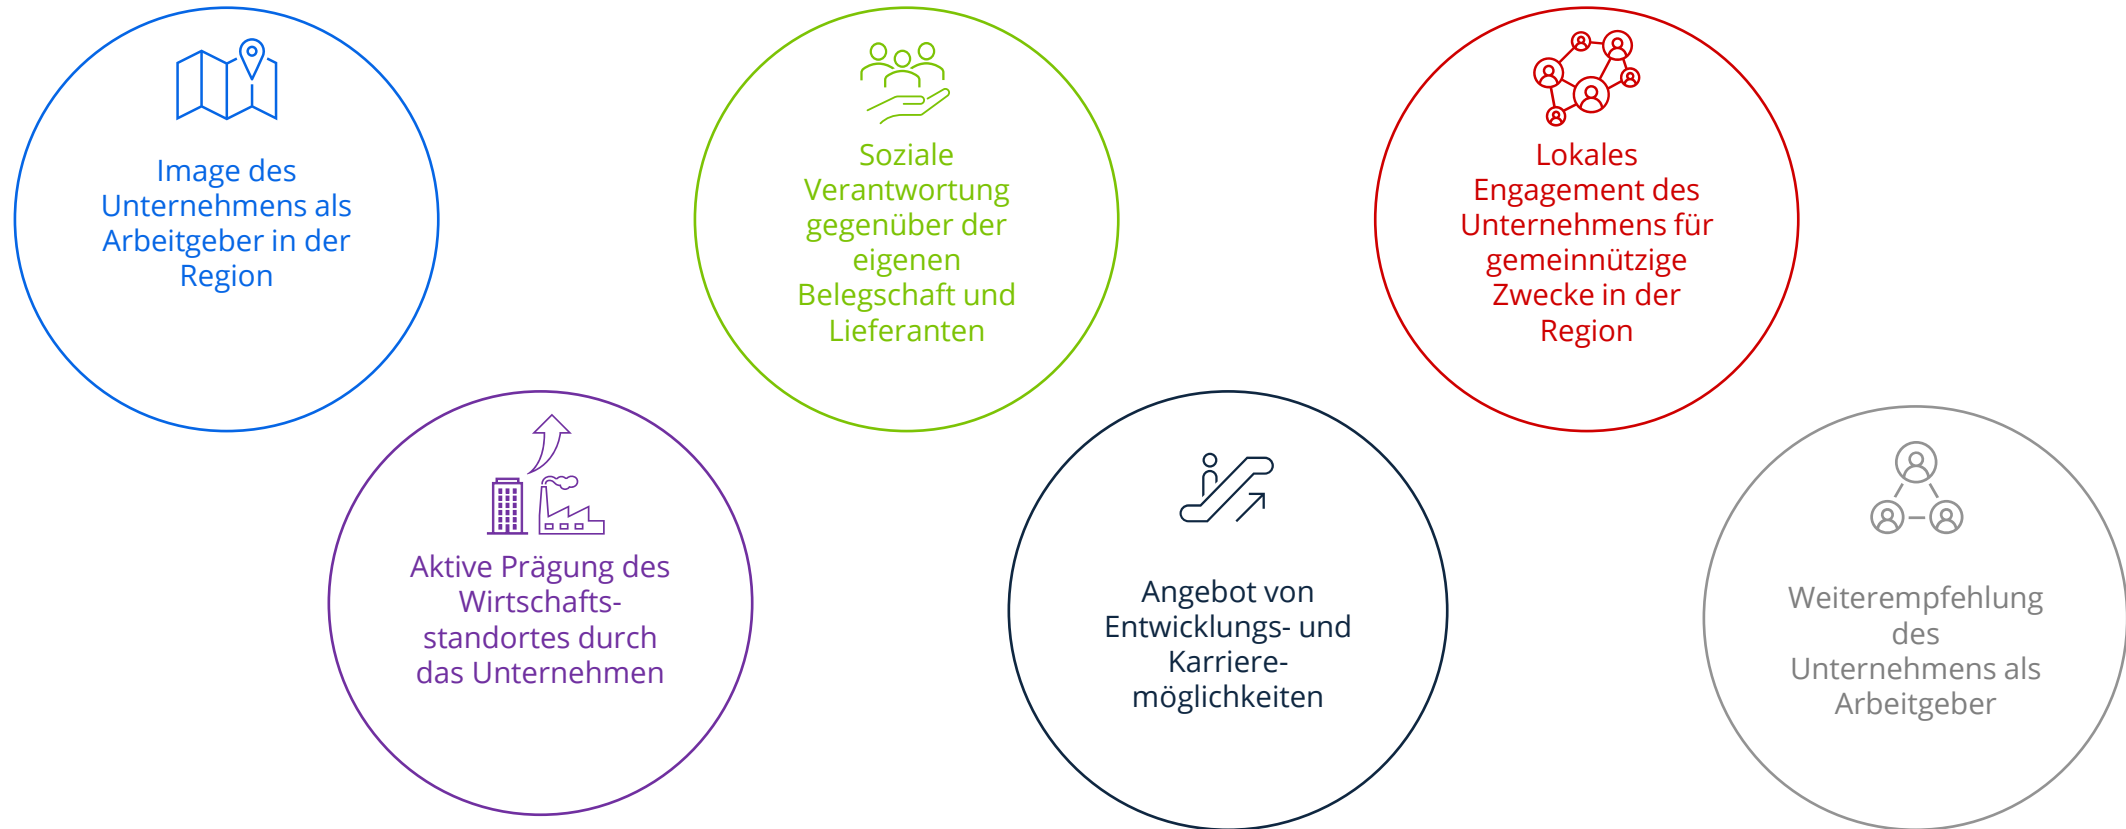 Image des
Unternehmens als
Arbeitgeber in der
Region
Soziale
Verantwortung
gegenüber der
eigenen
Belegschaft und
Lieferanten
Lokales
Engagement des
Unternehmens für
gemeinnützige
Zwecke in der
Region
Aktive Prägung des
Wirtschafts-
standortes durch
das Unternehmen
Angebot von
Entwicklungs- und
Karriere-
möglichkeiten
Weiterempfehlung
des
Unternehmens als
Arbeitgeber